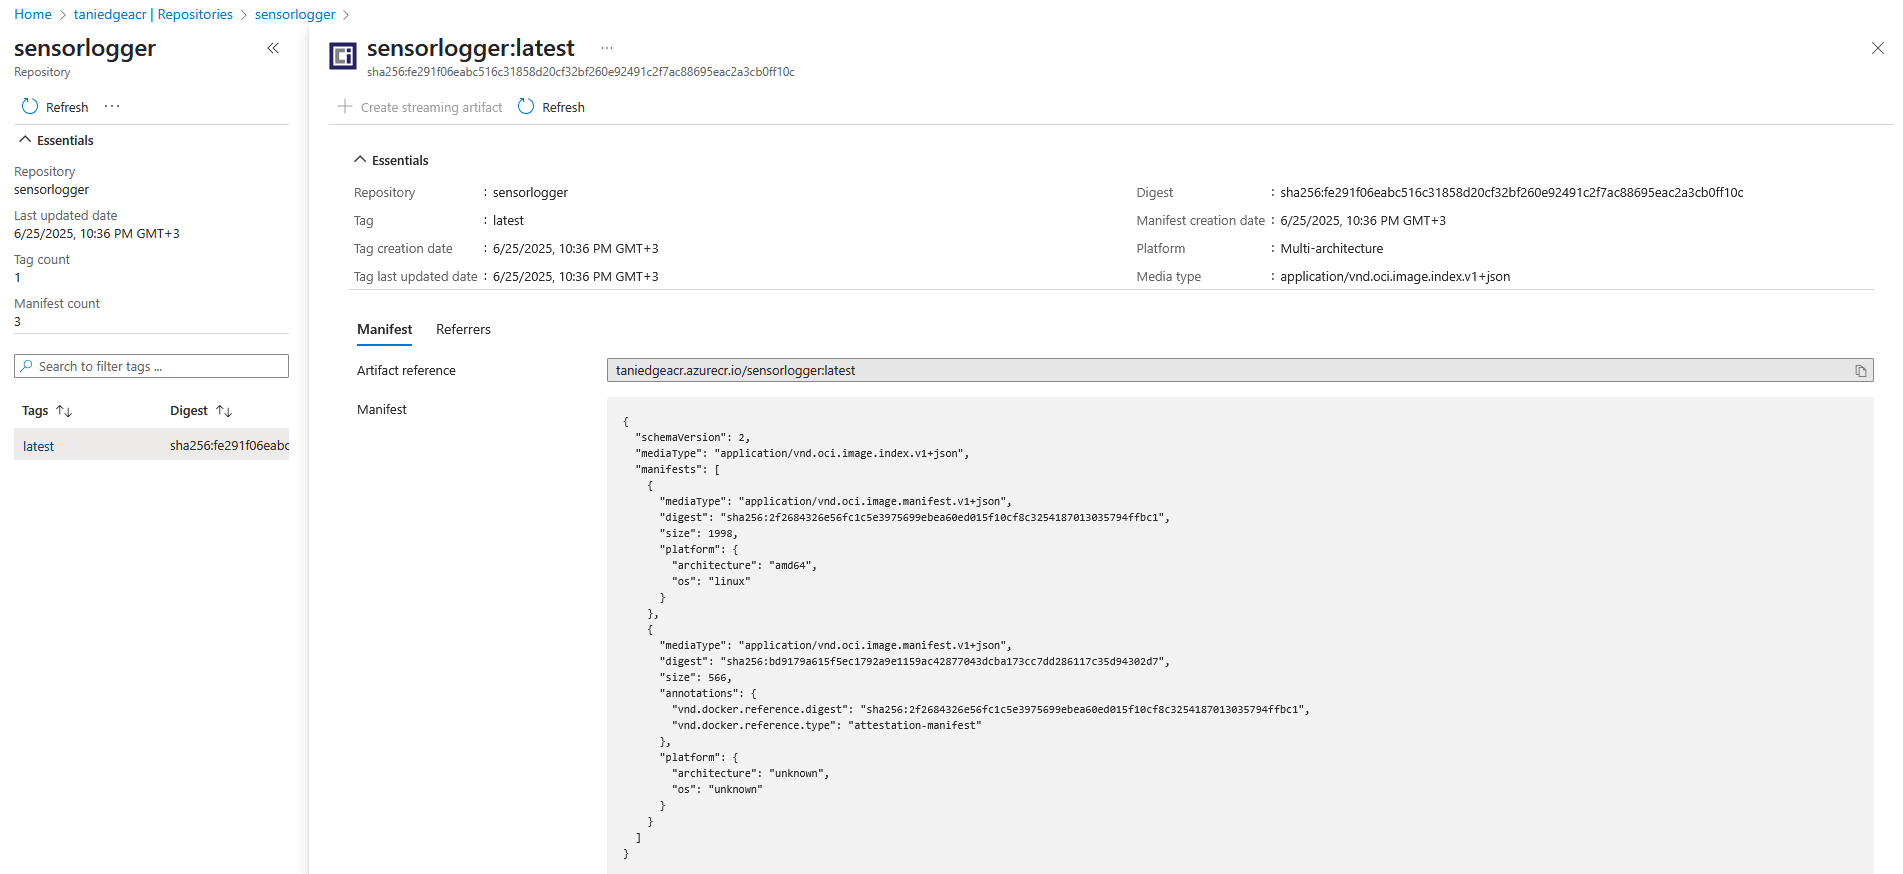 Home > taniedgeacr | Repositories > sensorlogger >
sensorlogger
Repository
Refresh ...
Essentials
Repository
sensorlogger
Last updated date
6/25/2025, 10:36 PM GMT+3
Tag count
1
Manifest count
3
Search to filter tags ...
Tags Digest
latest sha256:fe291f06eabc
Ci
sensorlogger:latest ...
sha256:fe291f06eabc516c31858d20cf32bf260e92491c2f7ac88695eac2a3cb0ff10c
Create streaming artifact Refresh
Essentials
Repository : sensorlogger
Tag : latest
Tag creation date : 6/25/2025, 10:36 PM GMT+3
Tag last updated date : 6/25/2025, 10:36 PM GMT+3
Digest : sha256:fe291f06eabc516c31858d20cf32bf260e92491c2f7ac88695eac2a3cb0ff10c
Manifest creation date : 6/25/2025, 10:36 PM GMT+3
Platform : Multi-architecture
Media type : application/vnd.oci.image.index.v1+json
Manifest Referrers
Artifact reference taniedgeacr.azurecr.io/sensorlogger:latest
Manifest
{
"schemaVersion": 2,
"mediaType": "application/vnd.oci.image.index.v1+json",
"manifests": [
{
"mediaType": "application/vnd.oci.image.manifest.v1+json",
"digest": "sha256:2f2684326e56fc1c5e3975699ebea60ed015f10cf8c3254187013035794ffbc1",
"size": 1998,
"platform": {
"architecture": "amd64",
"os": "linux"
}
},
{
"mediaType": "application/vnd.oci.image.manifest.v1+json",
"digest": "sha256:bd9179a615f5ec1792a9e1159ac42877043dcba173cc7dd286117c35d94302d7",
"size": 566,
"annotations": {
"vnd.docker.reference.digest": "sha256:2f2684326e56fc1c5e3975699ebea60ed015f10cf8c3254187013035794ffbc1",
"vnd.docker.reference.type": "attestation-manifest"
},
"platform": {
"architecture": "unknown",
"os": "unknown"
}
}
]
}